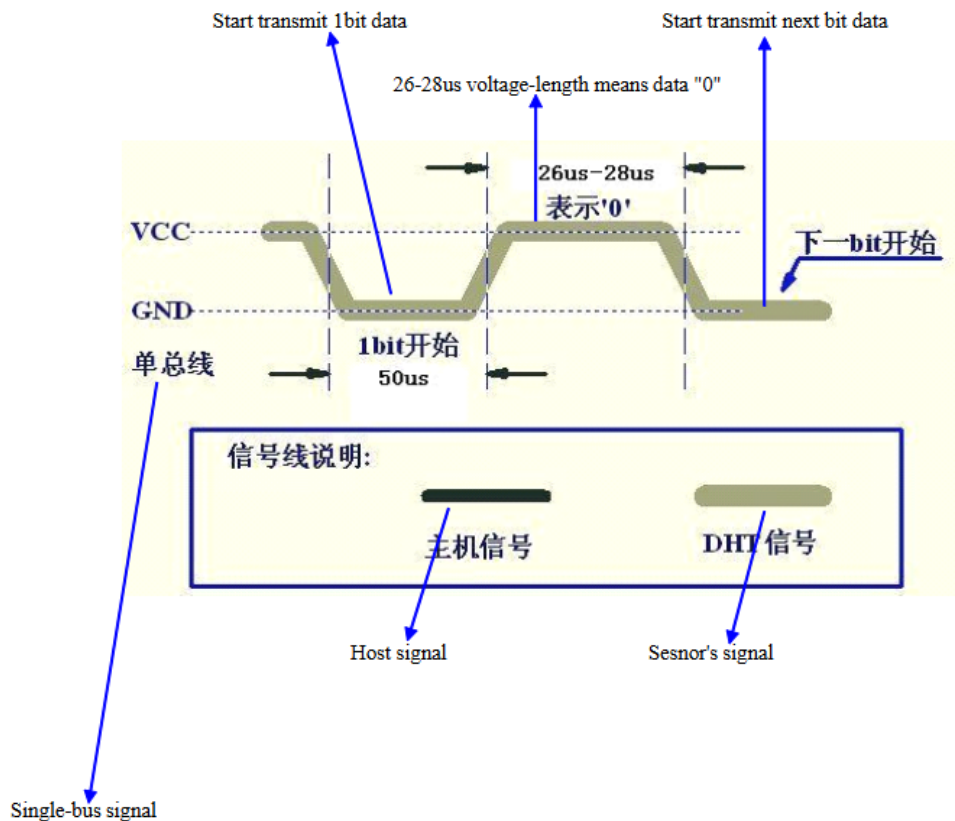 Start transmit 1bit data
Start transmit next bit data
26-28us voltage-length means data "0"
26us-28us
表示'0'
VCC
下一bit开始
GND
1bit开始
单总线
50us
信号线说明:
主机信号
DHT 信号
Host signal
Sesnor's signal
Single-bus signal